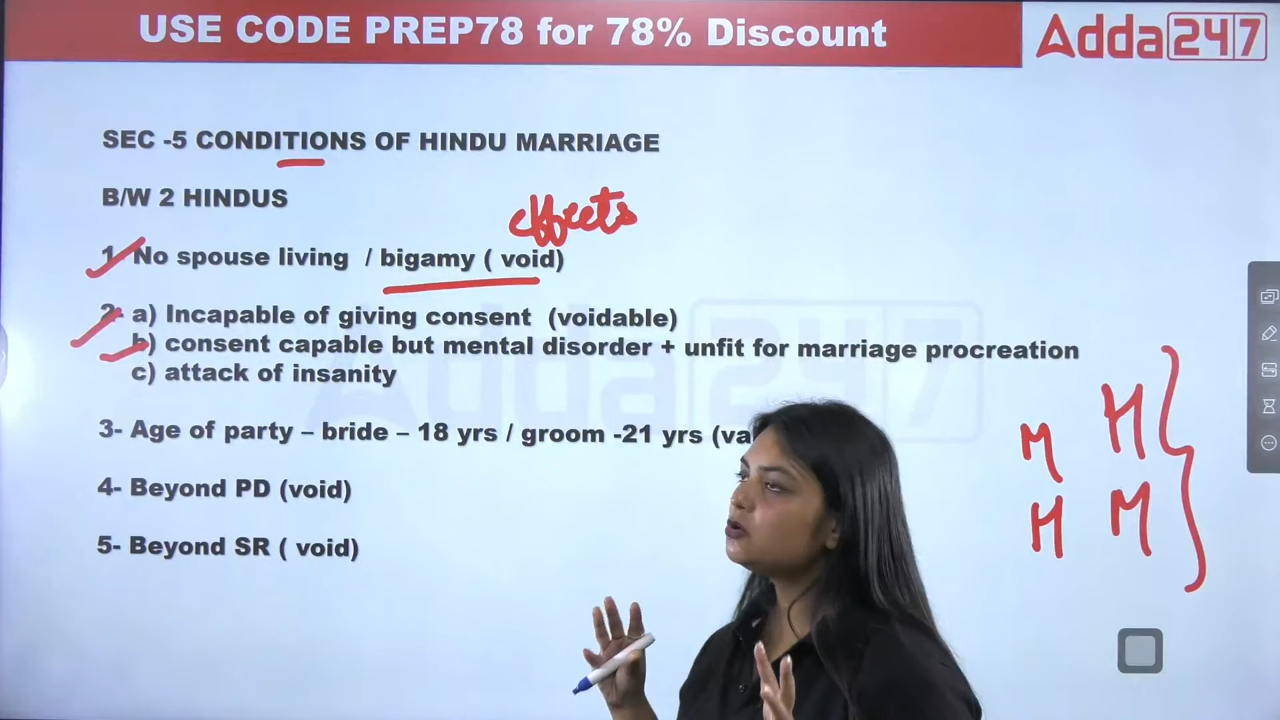 USE CODE PREP78 for 78% Discount
Adda247
SEC -5 CONDITIONS OF HINDU MARRIAGE
B/W 2 HINDUS
effects
1- No spouse living / bigamy ( void)
2- a) Incapable of giving consent (voidable)
b) consent capable but mental disorder + unfit for marriage procreation
c) attack of insanity
3- Age of party – bride – 18 yrs / groom -21 yrs
4- Beyond PD (void)
5- Beyond SR ( void)
M H
H M